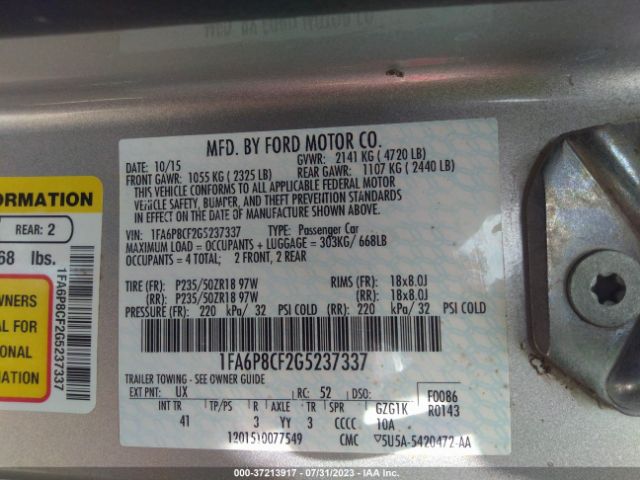 MFD. BY FORD MOTOR CO.
DATE: 10/15 GVWR: 2141 KG ( 4720 LB)
FRONT GAWR: 1055 KG ( 2325 LB) REAR GAWR: 1107 KG ( 2440 LB)
THIS VEHICLE CONFORMS TO ALL APPLICABLE FEDERAL MOTOR
VEHICLE SAFETY, BUMPER, AND THEFT PREVENTION STANDARDS
IN EFFECT ON THE DATE OF MANUFACTURE SHOWN ABOVE.
VIN: 1FA6P8CF2G5237337 TYPE: Passenger Car
MAXIMUM LOAD = OCCUPANTS + LUGGAGE = 303KG/ 668LB
OCCUPANTS = 4 TOTAL; 2 FRONT, 2 REAR
TIRE (FR): P235/50ZR18 97W RIMS (FR): 18x8.0J
(RR): P235/50ZR18 97W (RR): 18x8.0J
PRESSURE (FR): 220 kPa/ 32 PSI COLD (RR): 220 kPa/ 32 PSI COLD
1FA6P8CF2G5237337
TRAILER TOWING - SEE OWNER GUIDE
EXT PNT: UX RC: 52 DSO: F0086
INT TR TP/PS R AXLE TR SPR GZG1K R0143
41 3 YY 3 CCCC 10A
1201510077549 CMC 5U5A-5420472-AA
FORMATION
REAR: 2
68 lbs.
WNERS
AL FOR
ONAL
MATION
1FA6P8CF2G5237337
000-37213917 - 07/31/2023 - IAAI.COM